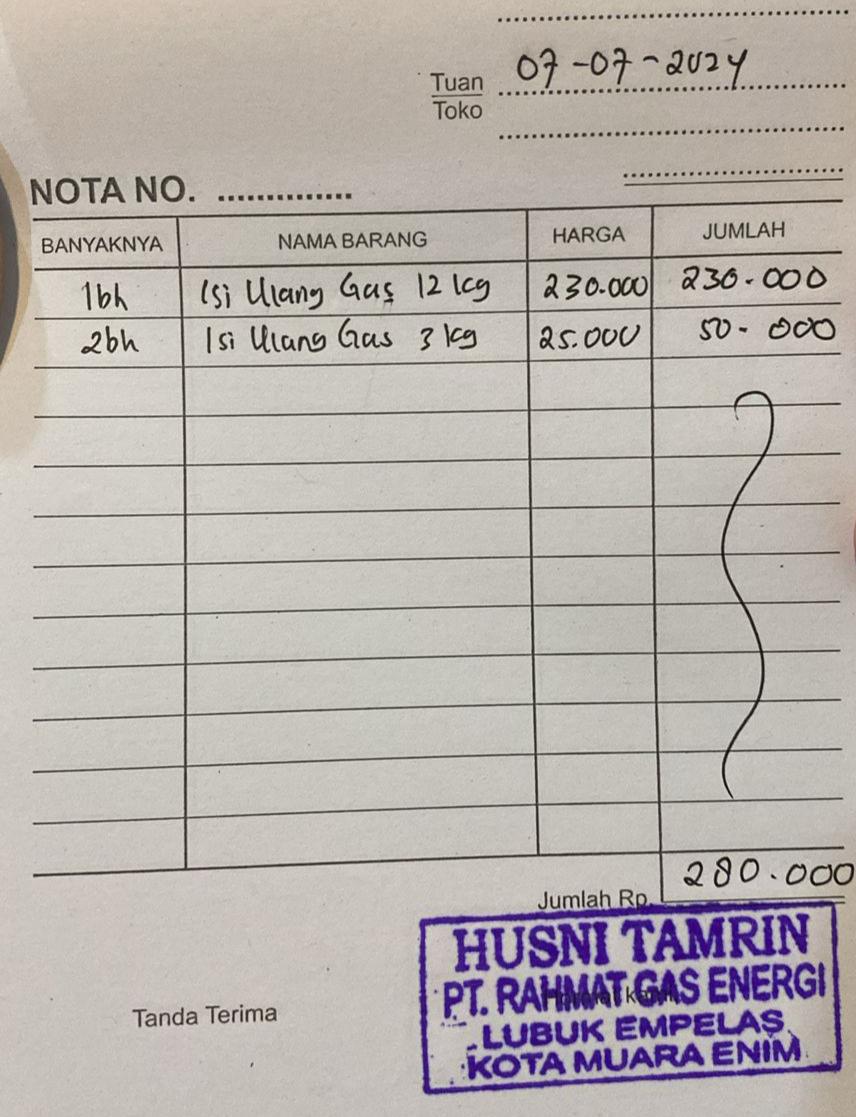 07-07-2024
Tuan
Toko
NOTA NO. ..............
BANYAKNYA NAMA BARANG HARGA JUMLAH
1bh Isi Ulang Gas 12 kg 230.000 230.000
2bh Isi Ulang Gas 3 kg 25.000 50.000
Jumlah Rp. 280.000
Tanda Terima
HUSNI TAMRIN
PT. RAHMAT GAS ENERGI
LUBUK EMPELAS
KOTA MUARA ENIM